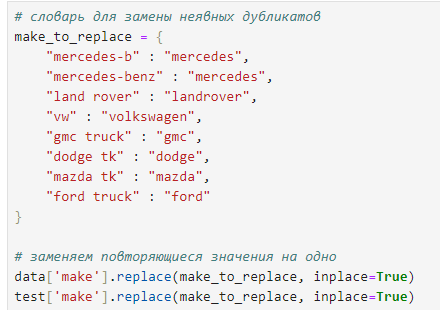 # словарь для замены неявных дубликатов
make_to_replace = {
    "mercedes-b" : "mercedes",
    "mercedes-benz" : "mercedes",
    "land rover" : "landrover",
    "vw" : "volkswagen",
    "gmc truck" : "gmc",
    "dodge tk" : "dodge",
    "mazda tk" : "mazda",
    "ford truck" : "ford"
}

# заменяем повторяющиеся значения на одно
data['make'].replace(make_to_replace, inplace=True)
test['make'].replace(make_to_replace, inplace=True)